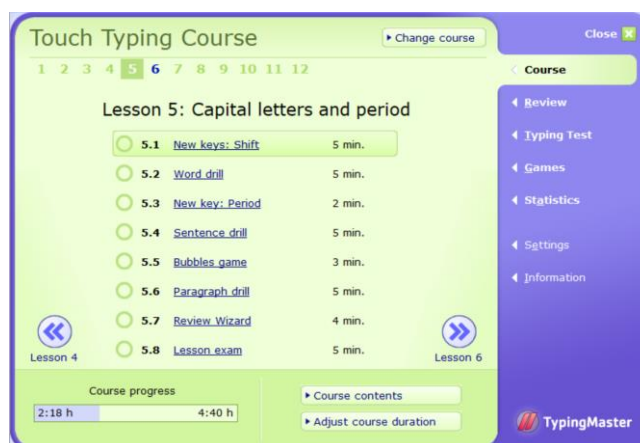 Touch Typing Course
Change course
Close X
1 2 3 4 5 6 7 8 9 10 11 12
Lesson 5: Capital letters and period
5.1 New keys: Shift 5 min.
5.2 Word drill 5 min.
5.3 New key: Period 2 min.
5.4 Sentence drill 5 min.
5.5 Bubbles game 3 min.
5.6 Paragraph drill 5 min.
5.7 Review Wizard 4 min.
5.8 Lesson exam 5 min.
Lesson 4
Lesson 6
Course progress
2:18 h 4:40 h
Course contents
Adjust course duration
Course
Review
Typing Test
Games
Statistics
Settings
Information
TypingMaster